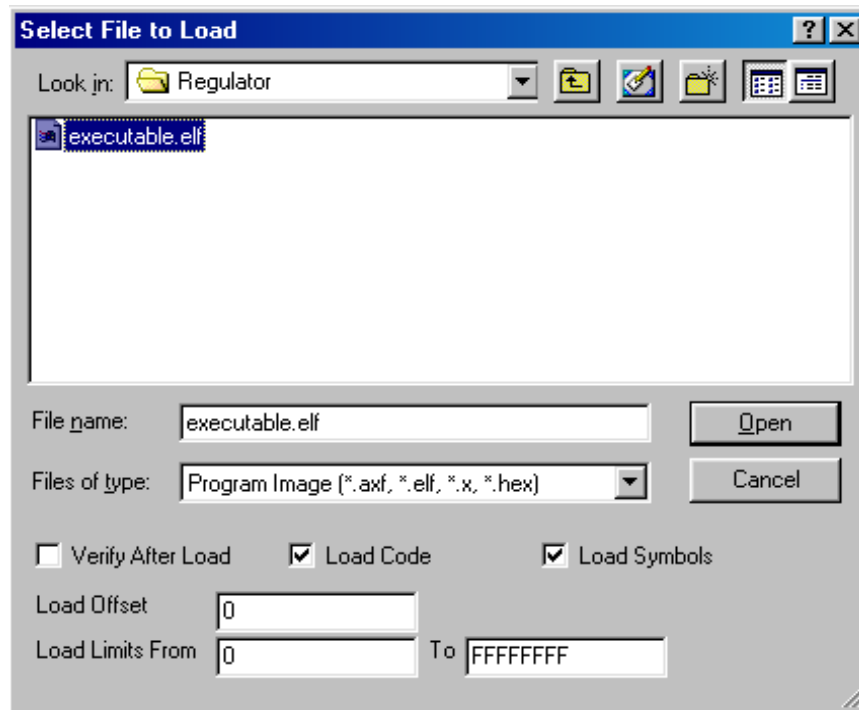 Select File to Load
Look in: Regulator
executable.elf
File name: executable.elf Open
Files of type: Program Image (*.axf, *.elf, *.x, *.hex) Cancel
Verify After Load Load Code Load Symbols
Load Offset 0
Load Limits From 0 To FFFFFFFF